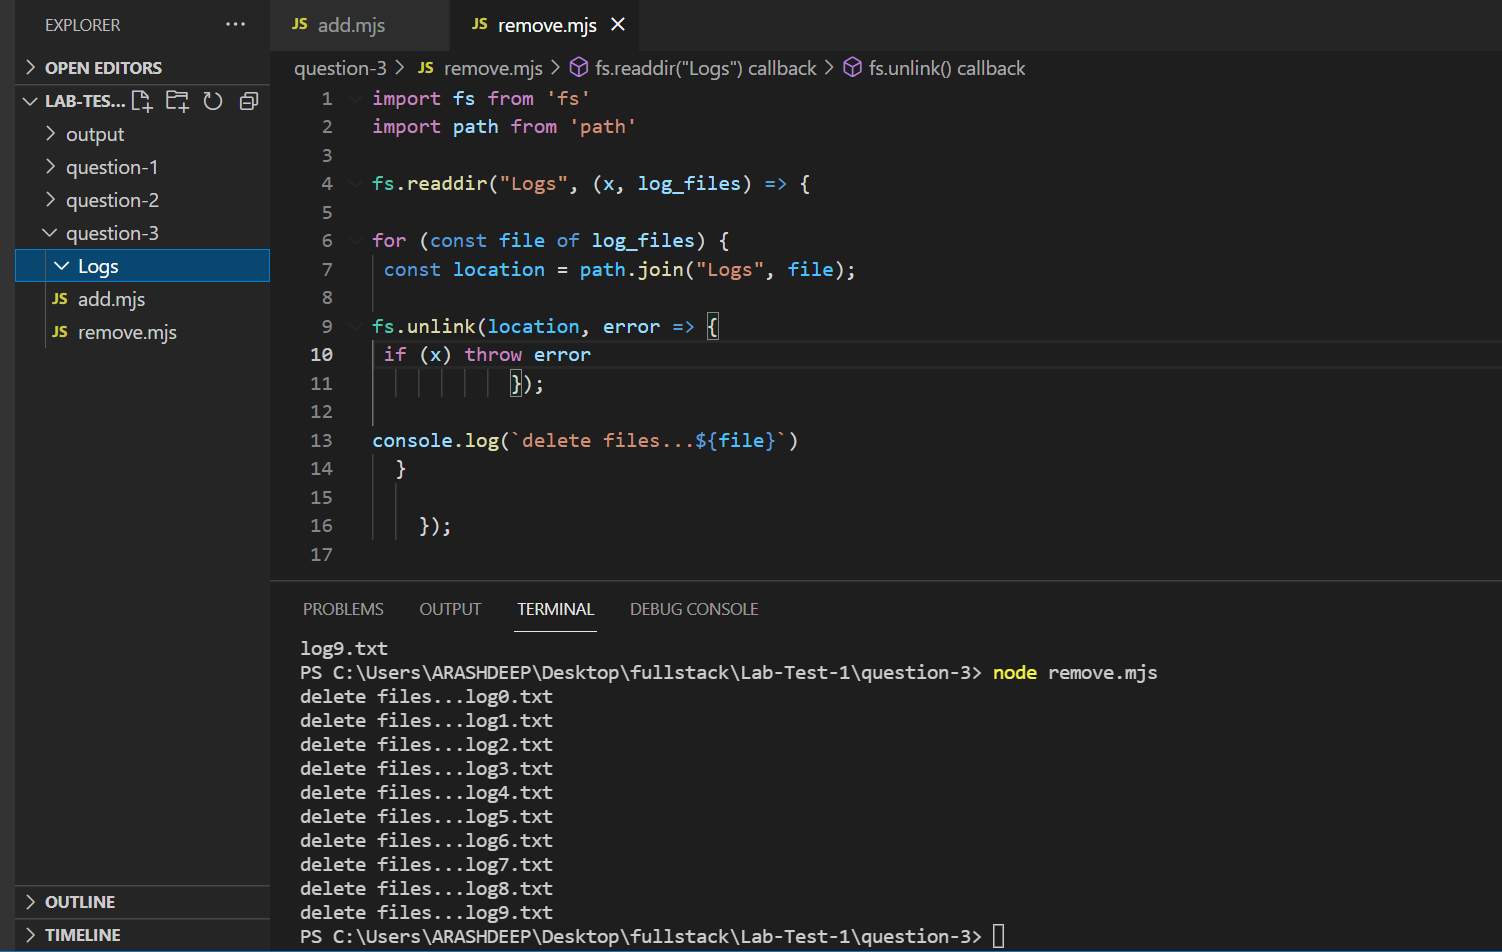 EXPLORER ...
OPEN EDITORS
LAB-TES...
output
question-1
question-2
question-3
Logs
JS add.mjs
JS remove.mjs
OUTLINE
TIMELINE
JS add.mjs JS remove.mjs
question-3 > JS remove.mjs > fs.readdir("Logs") callback > fs.unlink() callback
1 import fs from 'fs'
2 import path from 'path'
3
4 fs.readdir("Logs", (x, log_files) => {
5
6 for (const file of log_files) {
7 const location = path.join("Logs", file);
8
9 fs.unlink(location, error => {
10 if (x) throw error
11 });
12
13 console.log(`delete files...${file}`)
14 }
15
16 });
17
PROBLEMS OUTPUT TERMINAL DEBUG CONSOLE
log9.txt
PS C:\Users\ARASHDEEP\Desktop\fullstack\Lab-Test-1\question-3> node remove.mjs
delete files...log0.txt
delete files...log1.txt
delete files...log2.txt
delete files...log3.txt
delete files...log4.txt
delete files...log5.txt
delete files...log6.txt
delete files...log7.txt
delete files...log8.txt
delete files...log9.txt
PS C:\Users\ARASHDEEP\Desktop\fullstack\Lab-Test-1\question-3>